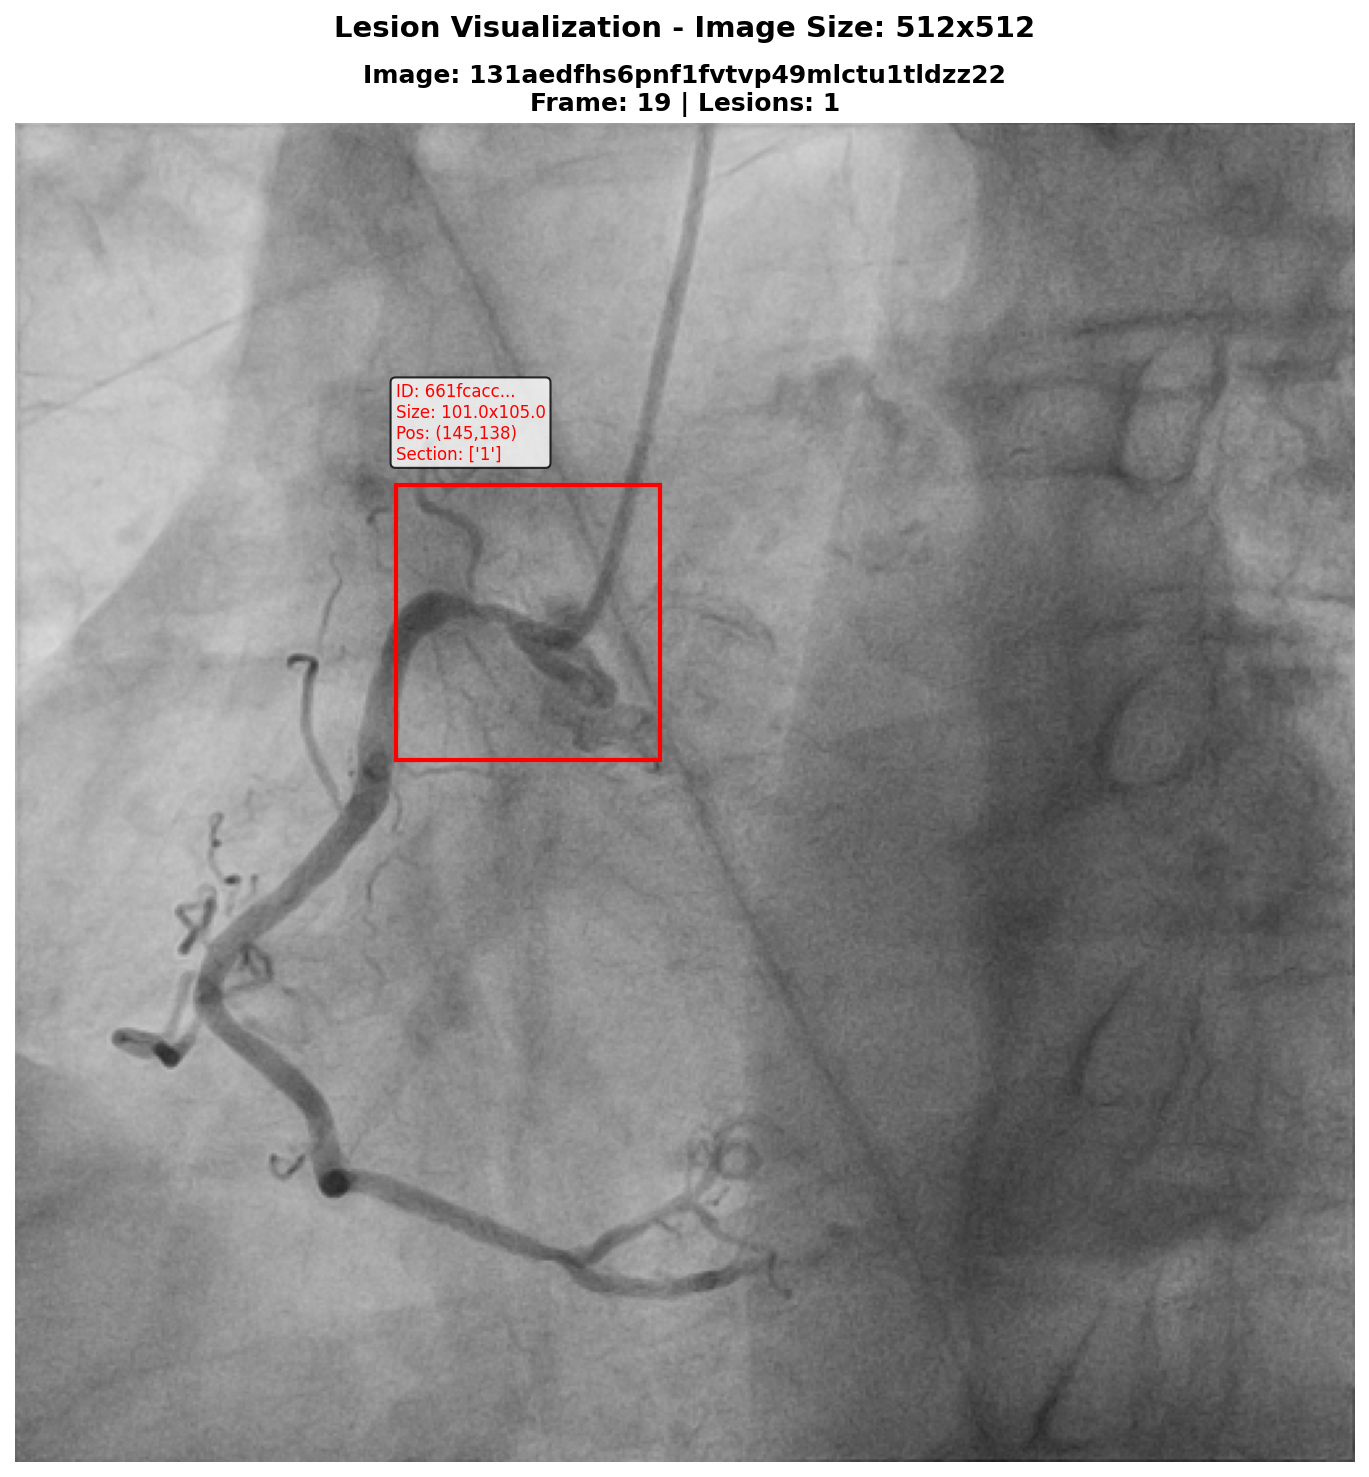 Lesion Visualization - Image Size: 512x512
Image: 131aedfhs6pnf1fvtvp49mlctu1tldzz22
Frame: 19 | Lesions: 1
ID: 661fcacc...
Size: 101.0x105.0
Pos: (145,138)
Section: ['1']